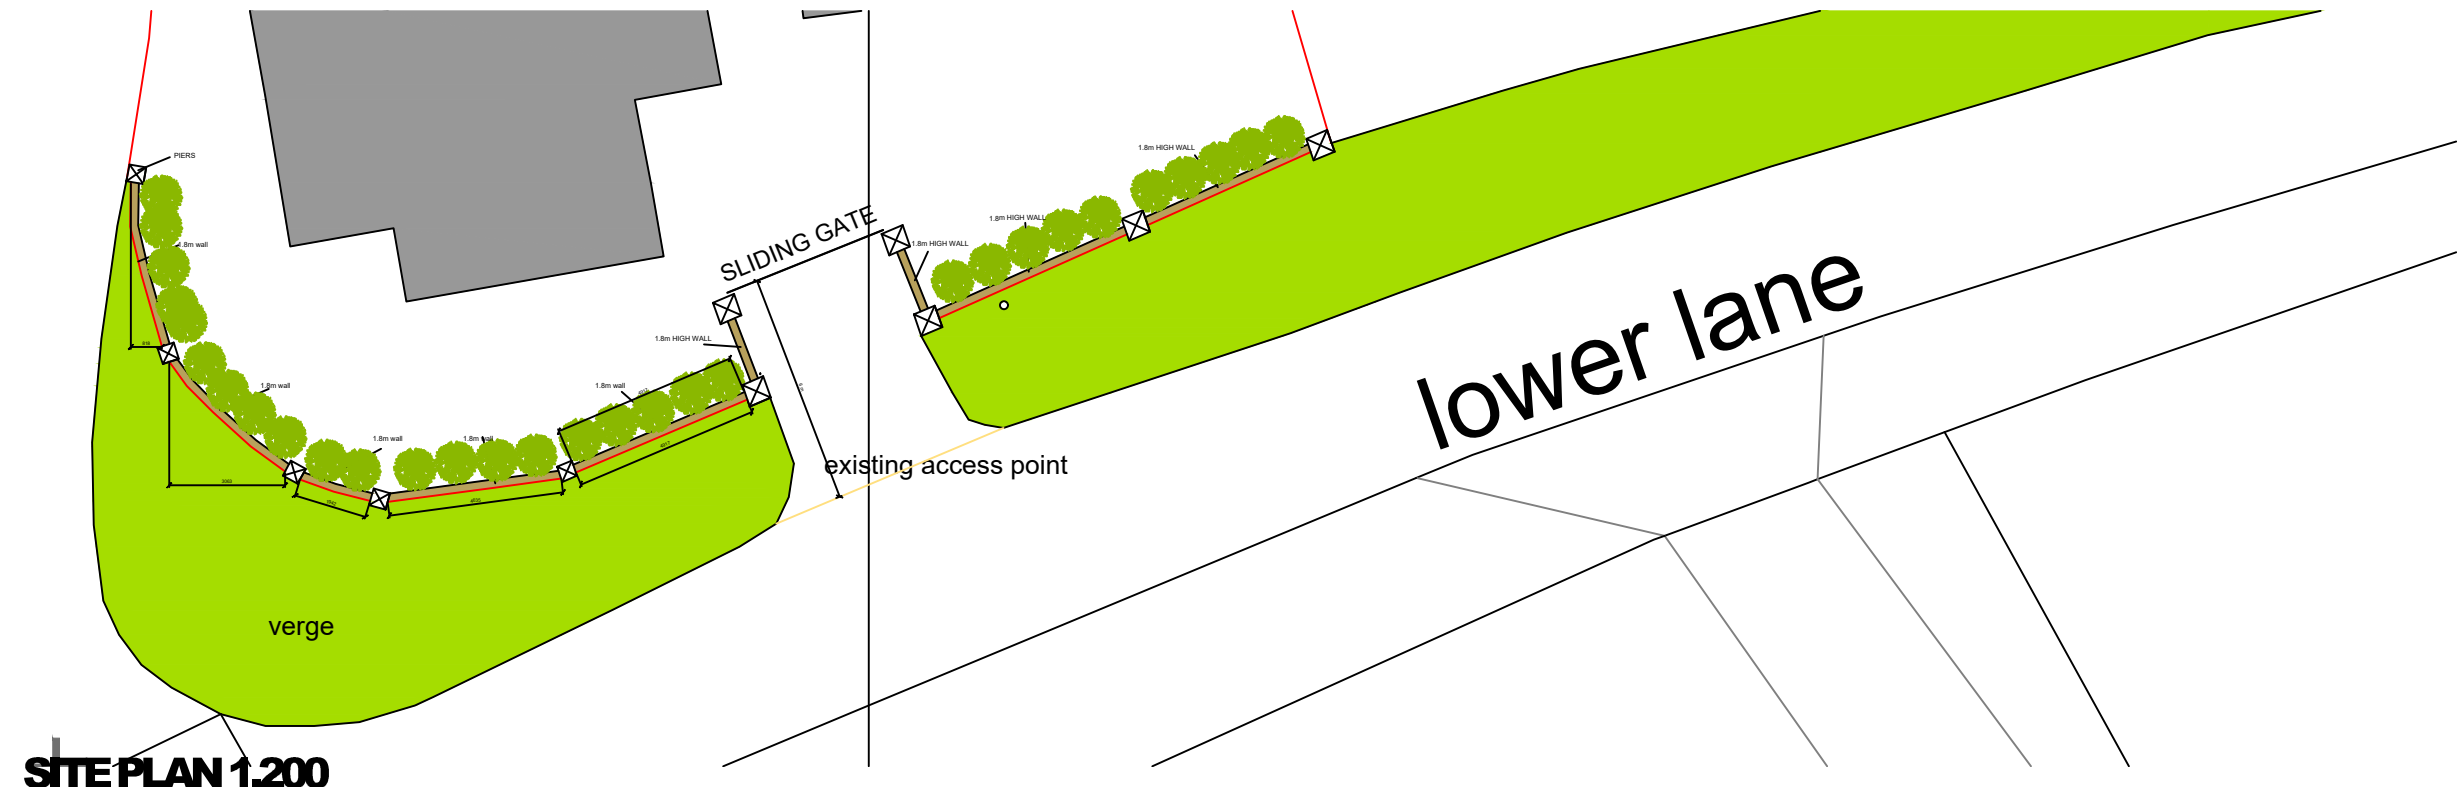 PIERS
1.8m HIGH WALL
1.8m HIGH WALL
SLIDING GATE
1.8m HIGH WALL
1.8m wall
1.8m HIGH WALL
lower lane
818
1.8m wall
1.8m wall
1.8m wall
1.8m wall
existing access point
verge
SITE PLAN 1.200